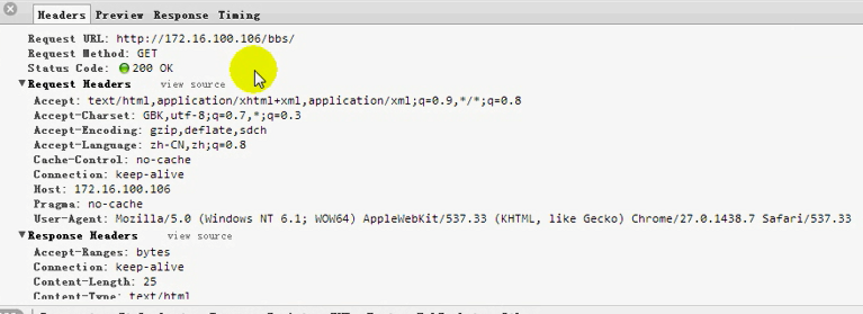 Headers Preview Response Timing
Request URL: http://172.16.100.106/bbs/
Request Method: GET
Status Code: 200 OK
Request Headers view source
Accept: text/html,application/xhtml+xml,application/xml;q=0.9,*/*;q=0.8
Accept-Charset: GBK,utf-8;q=0.7,*;q=0.3
Accept-Encoding: gzip,deflate,sdch
Accept-Language: zh-CN,zh;q=0.8
Cache-Control: no-cache
Connection: keep-alive
Host: 172.16.100.106
Pragma: no-cache
User-Agent: Mozilla/5.0 (Windows NT 6.1; WOW64) AppleWebKit/537.33 (KHTML, like Gecko) Chrome/27.0.1438.7 Safari/537.33
Response Headers view source
Accept-Ranges: bytes
Connection: keep-alive
Content-Length: 25
Content-Type: text/html